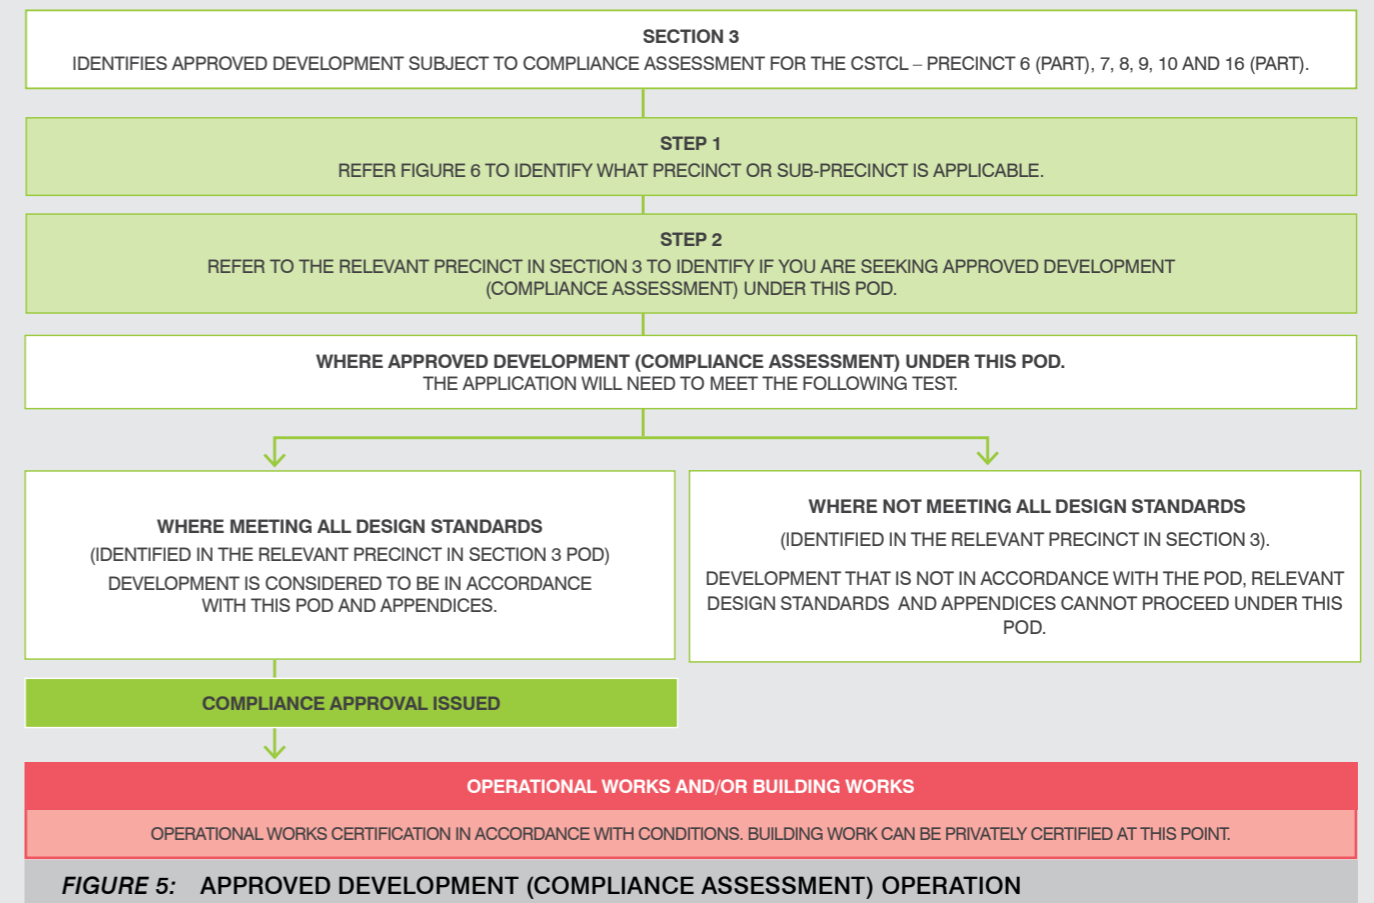 SECTION 3
IDENTIFIES APPROVED DEVELOPMENT SUBJECT TO COMPLIANCE ASSESSMENT FOR THE CSTCL – PRECINCT 6 (PART), 7, 8, 9, 10 AND 16 (PART).
STEP 1
REFER FIGURE 6 TO IDENTIFY WHAT PRECINCT OR SUB-PRECINCT IS APPLICABLE.
STEP 2
REFER TO THE RELEVANT PRECINCT IN SECTION 3 TO IDENTIFY IF YOU ARE SEEKING APPROVED DEVELOPMENT
(COMPLIANCE ASSESSMENT) UNDER THIS POD.
WHERE APPROVED DEVELOPMENT (COMPLIANCE ASSESSMENT) UNDER THIS POD.
THE APPLICATION WILL NEED TO MEET THE FOLLOWING TEST.
WHERE MEETING ALL DESIGN STANDARDS
(IDENTIFIED IN THE RELEVANT PRECINCT IN SECTION 3 POD)
DEVELOPMENT IS CONSIDERED TO BE IN ACCORDANCE
WITH THIS POD AND APPENDICES.
WHERE NOT MEETING ALL DESIGN STANDARDS
(IDENTIFIED IN THE RELEVANT PRECINCT IN SECTION 3).
DEVELOPMENT THAT IS NOT IN ACCORDANCE WITH THE POD, RELEVANT
DESIGN STANDARDS AND APPENDICES CANNOT PROCEED UNDER THIS
POD.
COMPLIANCE APPROVAL ISSUED
OPERATIONAL WORKS AND/OR BUILDING WORKS
OPERATIONAL WORKS CERTIFICATION IN ACCORDANCE WITH CONDITIONS. BUILDING WORK CAN BE PRIVATELY CERTIFIED AT THIS POINT.
FIGURE 5: APPROVED DEVELOPMENT (COMPLIANCE ASSESSMENT) OPERATION